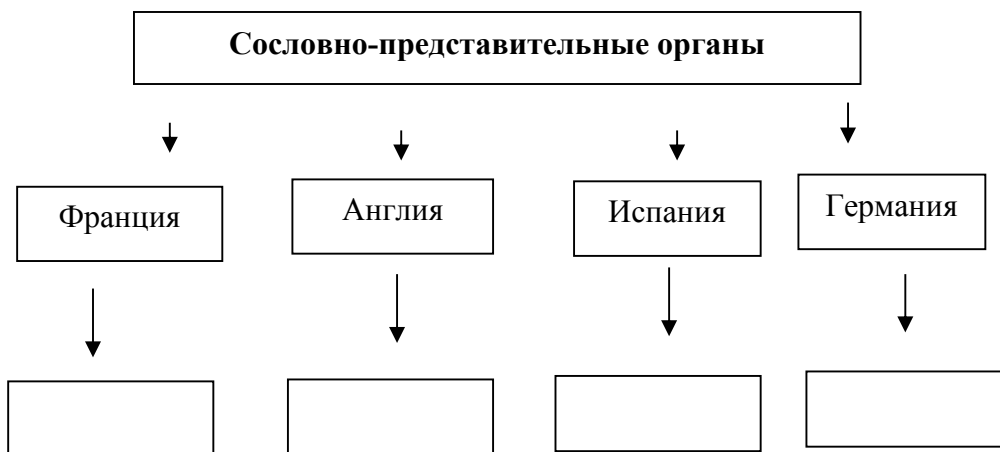 Сословно-представительные органы
Франция
Англия
Испания
Германия